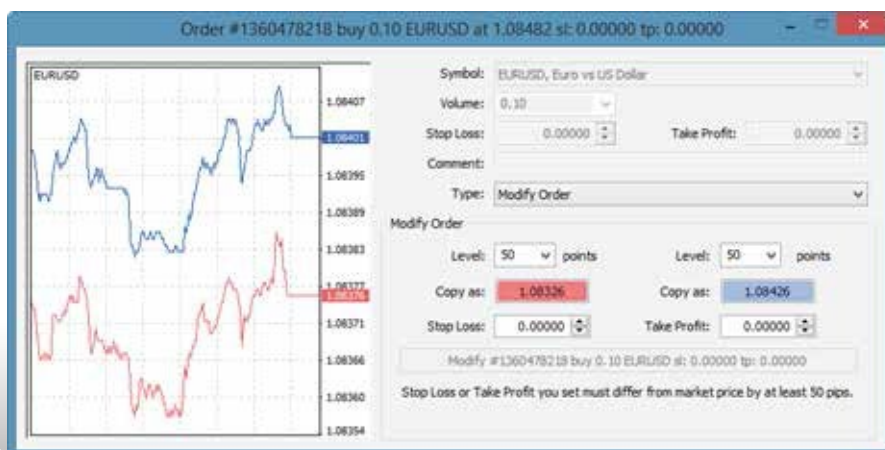 Order #1360478218 buy 0.10 EURUSD at 1.08482 sl: 0.00000 tp: 0.00000
EURUSD
1.08407
1.08401
1.08395
1.08389
1.08383
1.08377
1.08376
1.08371
1.08366
1.08360
1.08354
Symbol: EURUSD, Euro vs US Dollar
Volume: 0.10
Stop Loss: 0.00000 Take Profit: 0.00000
Comment:
Type: Modify Order
Modify Order
Level: 50 points Level: 50 points
Copy as: 1.08326 Copy as: 1.08426
Stop Loss: 0.00000 Take Profit: 0.00000
Modify #1360478218 buy 0.10 EURUSD sl: 0.00000 tp: 0.00000
Stop Loss or Take Profit you set must differ from market price by at least 50 pips.